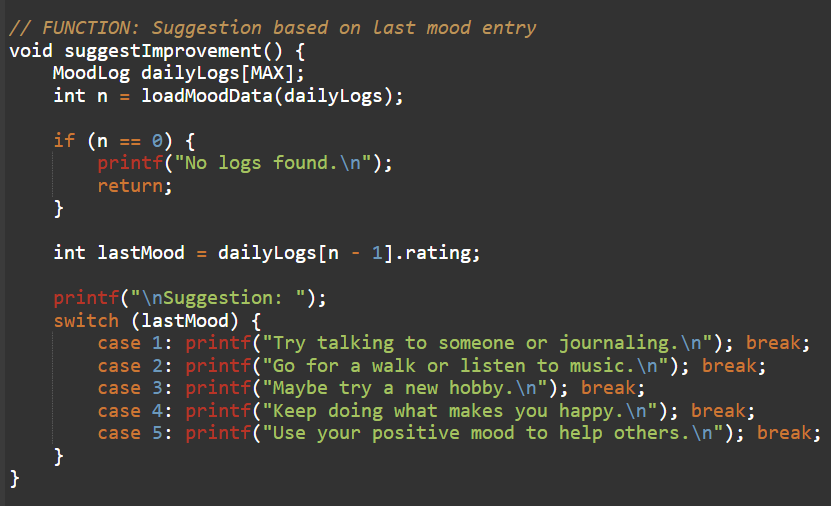 // FUNCTION: Suggestion based on last mood entry
void suggestImprovement() {
    MoodLog dailyLogs[MAX];
    int n = loadMoodData(dailyLogs);

    if (n == 0) {
        printf("No logs found.\n");
        return;
    }

    int lastMood = dailyLogs[n - 1].rating;

    printf("\nSuggestion: ");
    switch (lastMood) {
        case 1: printf("Try talking to someone or journaling.\n"); break;
        case 2: printf("Go for a walk or listen to music.\n"); break;
        case 3: printf("Maybe try a new hobby.\n"); break;
        case 4: printf("Keep doing what makes you happy.\n"); break;
        case 5: printf("Use your positive mood to help others.\n"); break;
    }
}